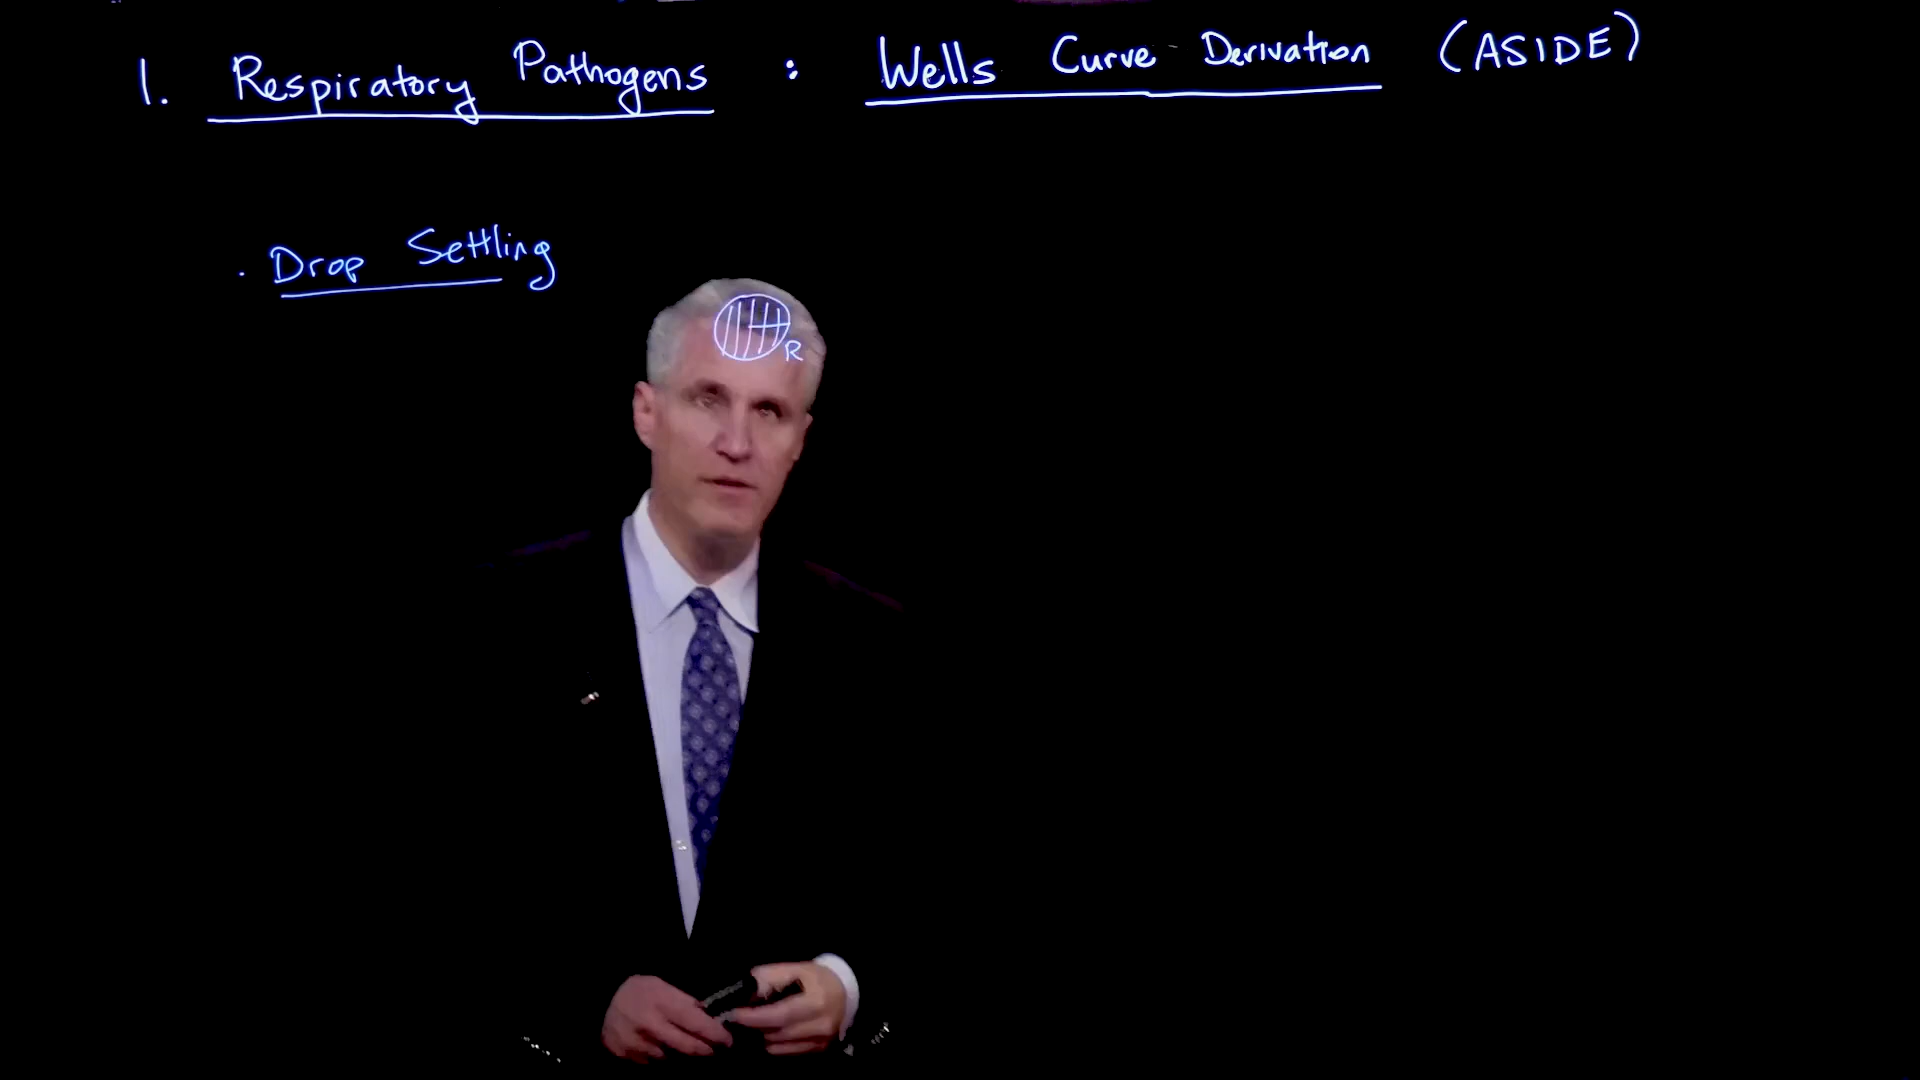 1. Respiratory Pathogens : Wells Curve Derivation (ASIDE)
· Drop Settling
R